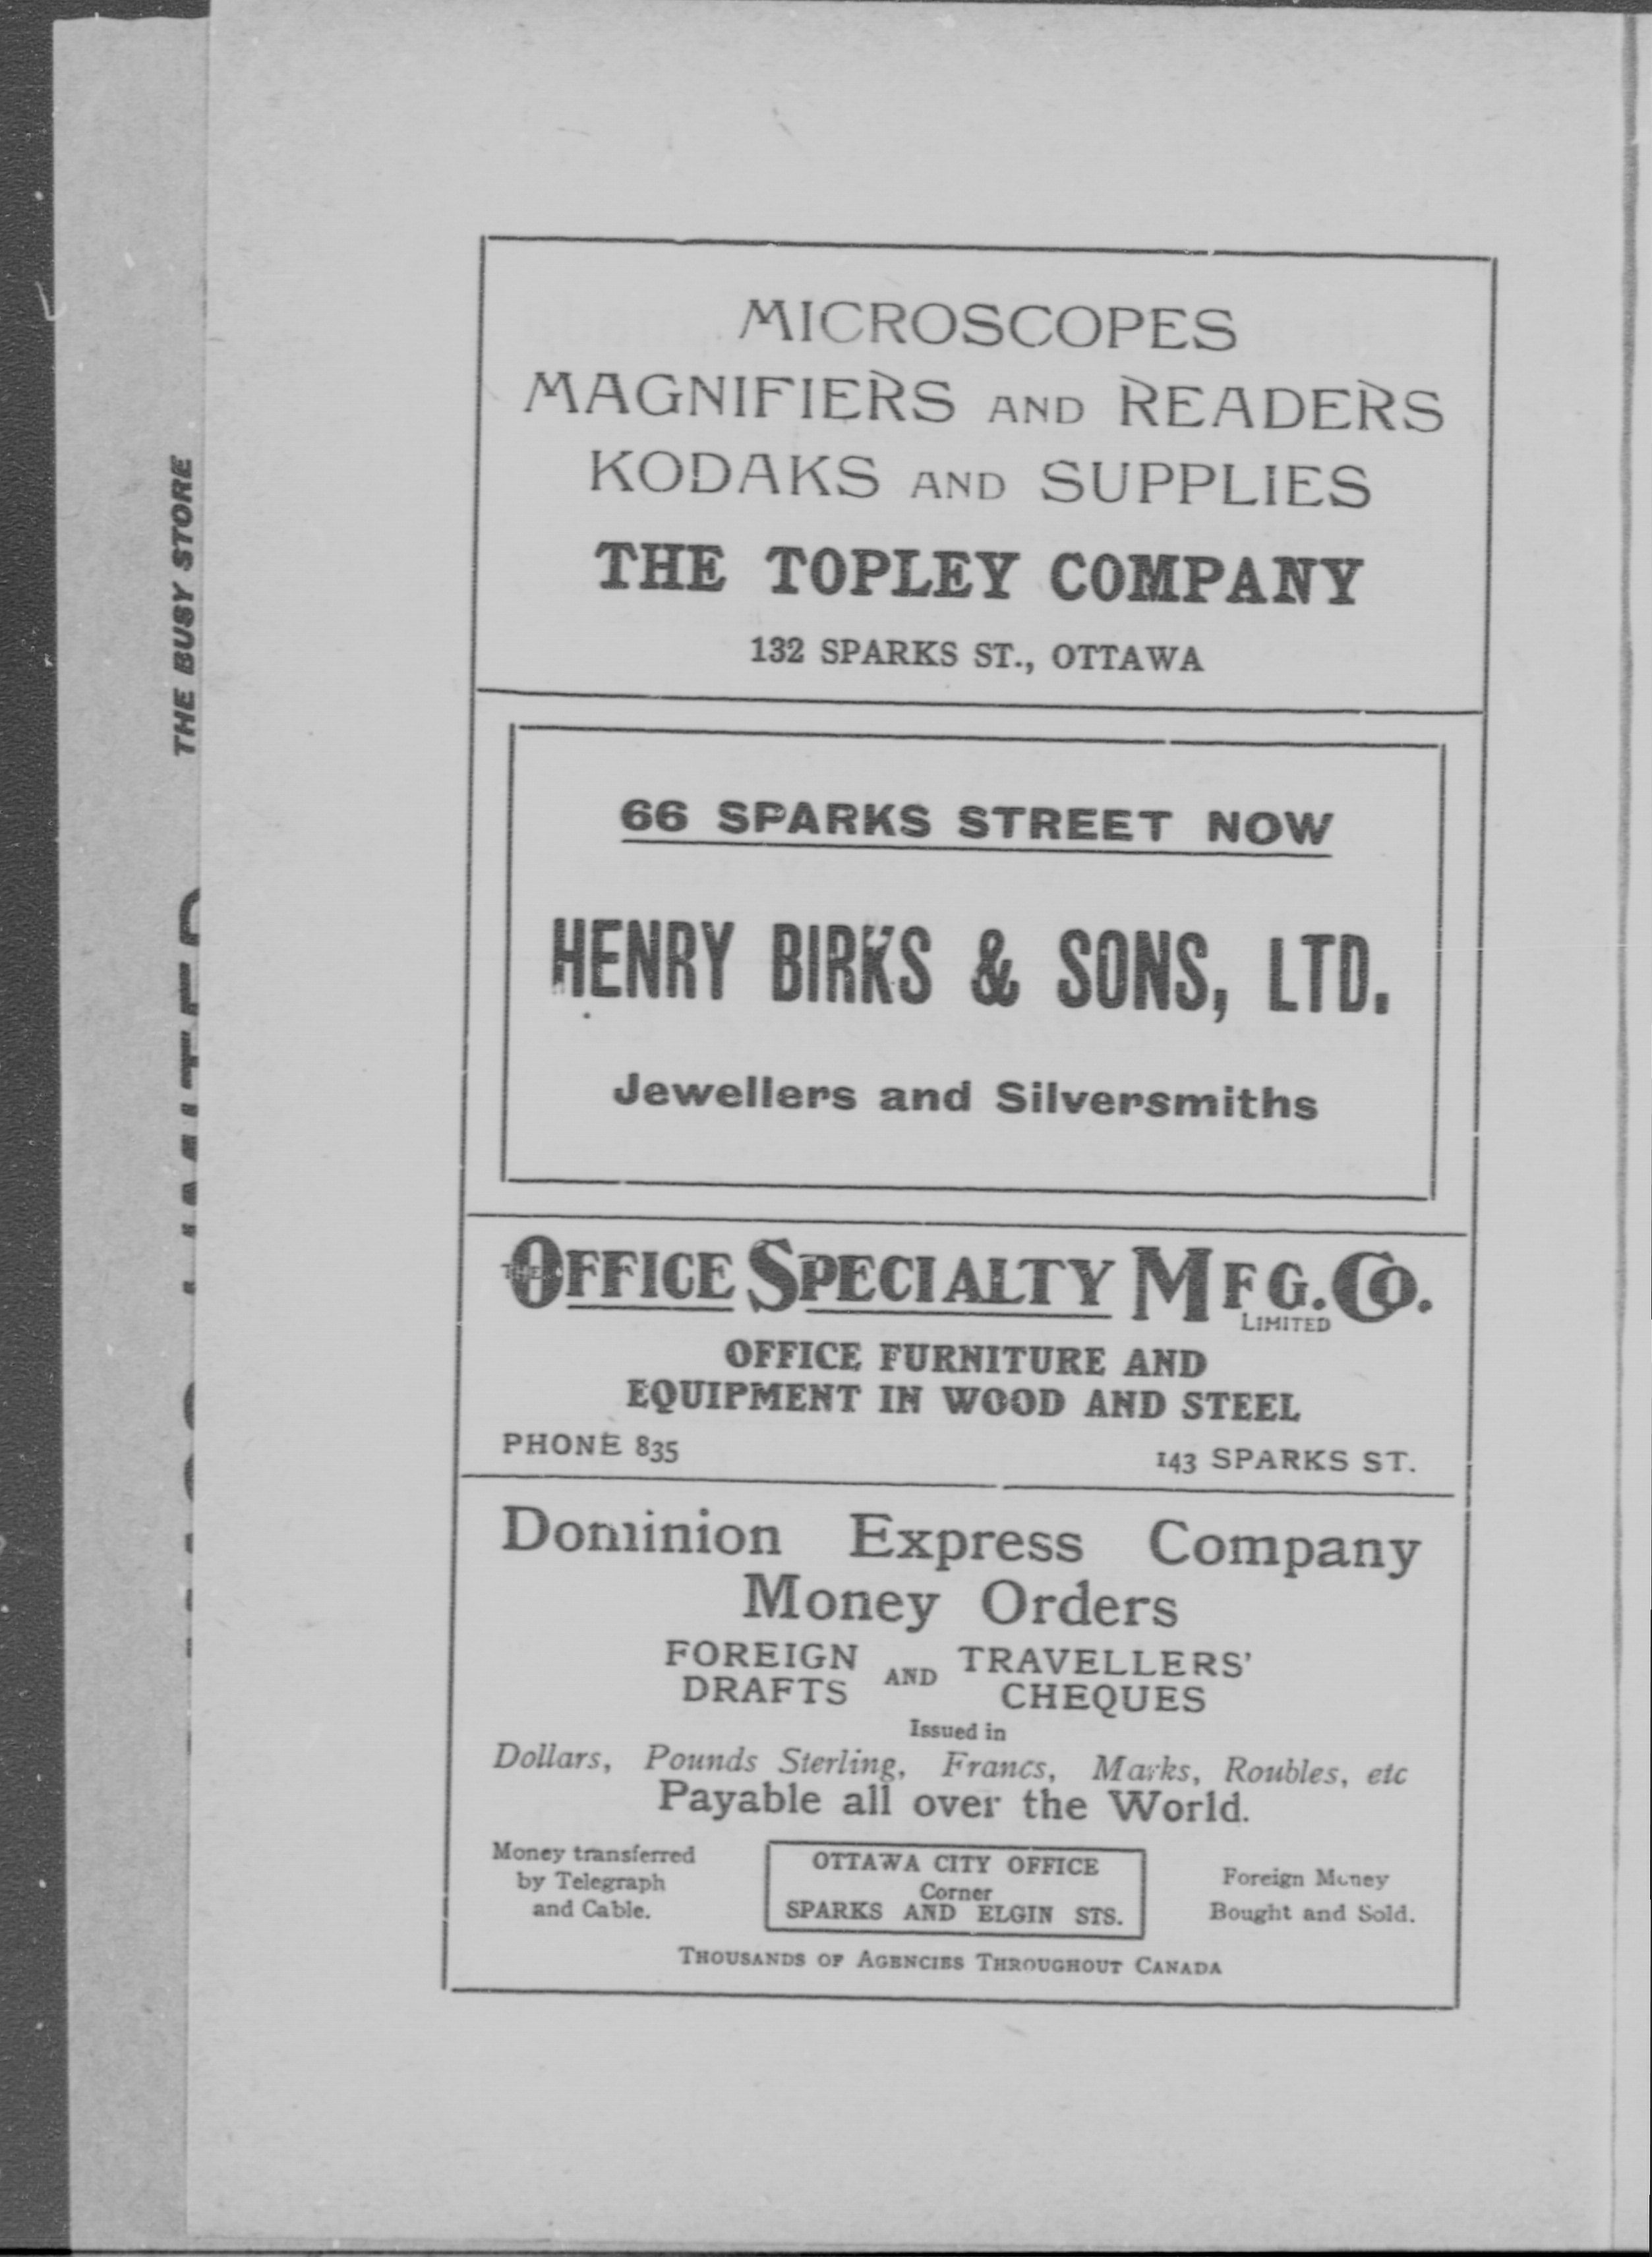 MICROSCOPES
MAGNIFIERS AND READERS
KODAKS AND SUPPLIES
THE TOPLEY COMPANY
132 SPARKS ST., OTTAWA
66 SPARKS STREET NOW
HENRY BIRKS & SONS, LTD.
Jewellers and Silversmiths
THE OFFICE SPECIALTY MFG. CO.
LIMITED
OFFICE FURNITURE AND
EQUIPMENT IN WOOD AND STEEL
PHONE 835 143 SPARKS ST.
Dominion Express Company
Money Orders
FOREIGN DRAFTS AND TRAVELLERS' CHEQUES
Issued in
Dollars, Pounds Sterling, Francs, Marks, Roubles, etc
Payable all over the World.
Money transferred
by Telegraph
and Cable.
OTTAWA CITY OFFICE
Corner
SPARKS AND ELGIN STS.
Foreign Money
Bought and Sold.
THOUSANDS OF AGENCIES THROUGHOUT CANADA
THE BUSY STORE